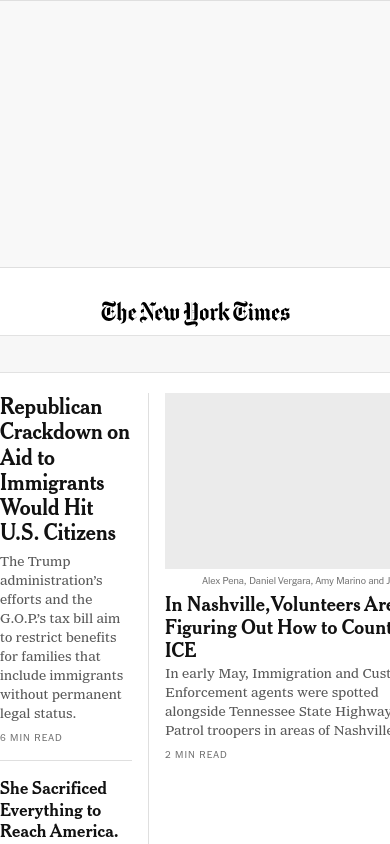 The New York Times
Republican
Crackdown on
Aid to
Immigrants
Would Hit
U.S. Citizens
The Trump
administration's
efforts and the
G.O.P.'s tax bill aim
to restrict benefits
for families that
include immigrants
without permanent
legal status.
6 MIN READ
She Sacrificed
Everything to
Reach America.
Alex Pena, Daniel Vergara, Amy Marino and
In Nashville, Volunteers Are
Figuring Out How to
ICE
In early May, Immigration and
Enforcement agents were spotted
alongside Tennessee State Highway
Patrol troopers in areas of Nashville
2 MIN READ